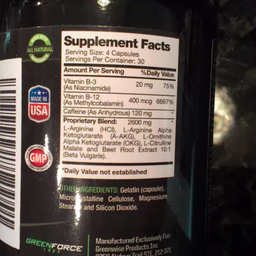 ALL NATURAL
Supplement Facts
Serving Size: 4 Capsules
Servings Per Container: 30
Amount Per Serving %Daily Value
Vitamin B-3 20 mg 75%
(As Niacinamide)
Vitamin B-12 400 mcg 6667%
(As Methylcobalamin)
Caffeine (As Anhydrous) 120 mg *
Proprietary Blend: 2600 mg *
L-Arginine (HCl), L-Arginine Alpha
Ketoglutarate (A-AKG), L-Ornithine
Alpha Ketoglutarate (OKG), L-Citrulline
Malate and Beet Root Extract 10:1
(Beta Vulgaris).
*Daily Value not established
MADE IN
USA
GMP
OTHER INGREDIENTS: Gelatin (capsule),
Microcrystalline Cellulose, Magnesium
Stearate and Silicon Dioxide.
GREENFORCE
Manufactured Exclusively For:
Greenwise Products Inc.